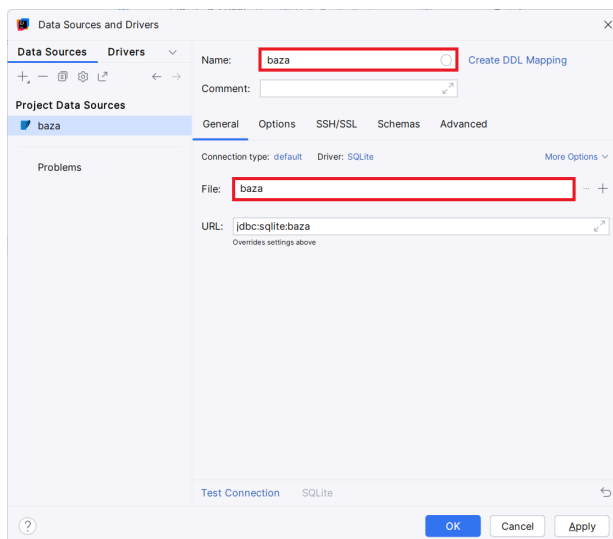 Data Sources and Drivers
Data Sources Drivers
Project Data Sources
baza
Problems
Name: baza Create DDL Mapping
Comment:
General Options SSH/SSL Schemas Advanced
Connection type: default Driver: SQLite More Options
File: baza
URL: jdbc:sqlite:baza
Overrides settings above
Test Connection SQLite
? OK Cancel Apply